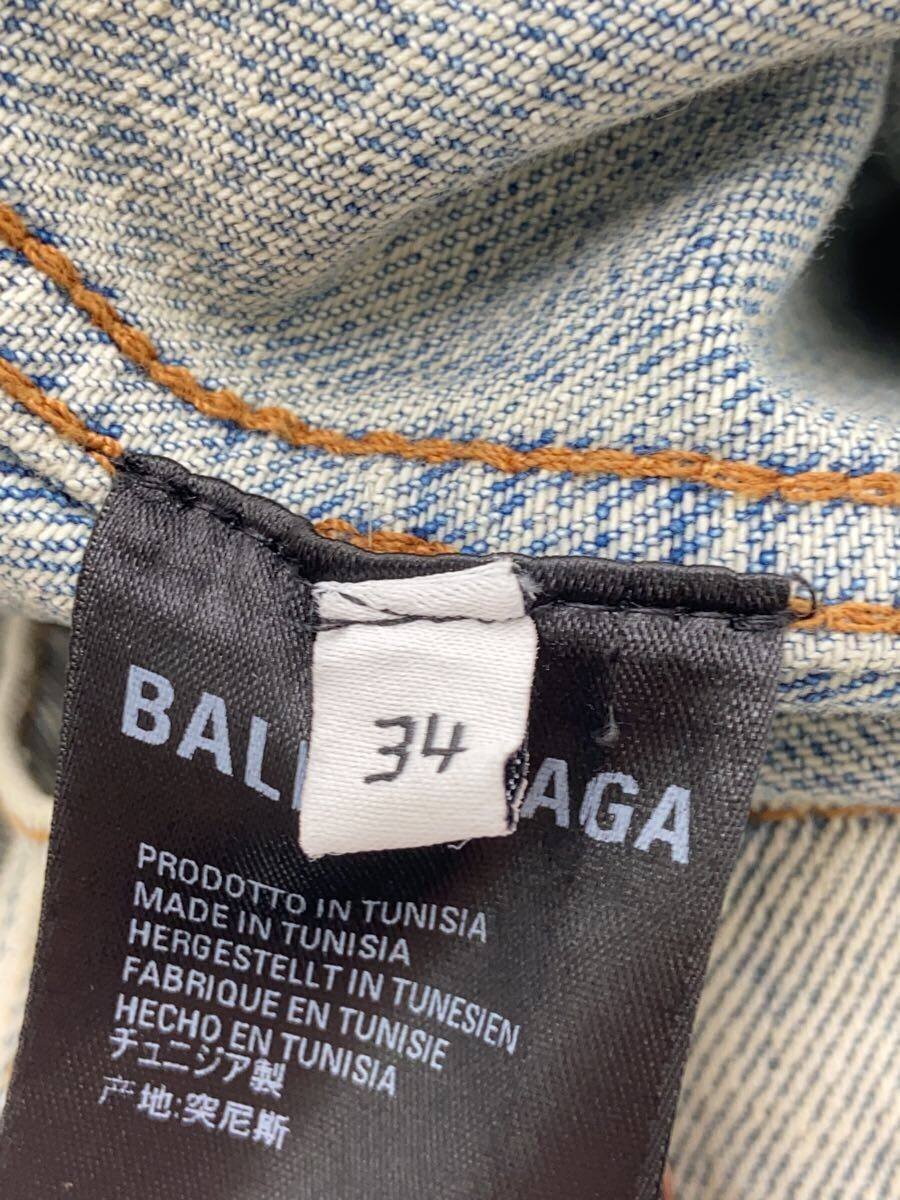 34
BAL AGA
PRODOTTO IN TUNISIA
MADE IN TUNISIA
HERGESTELLT IN TUNESIEN
FABRIQUE EN TUNISIE
HECHO EN TUNISIA
チュニジア製
产地:突尼斯